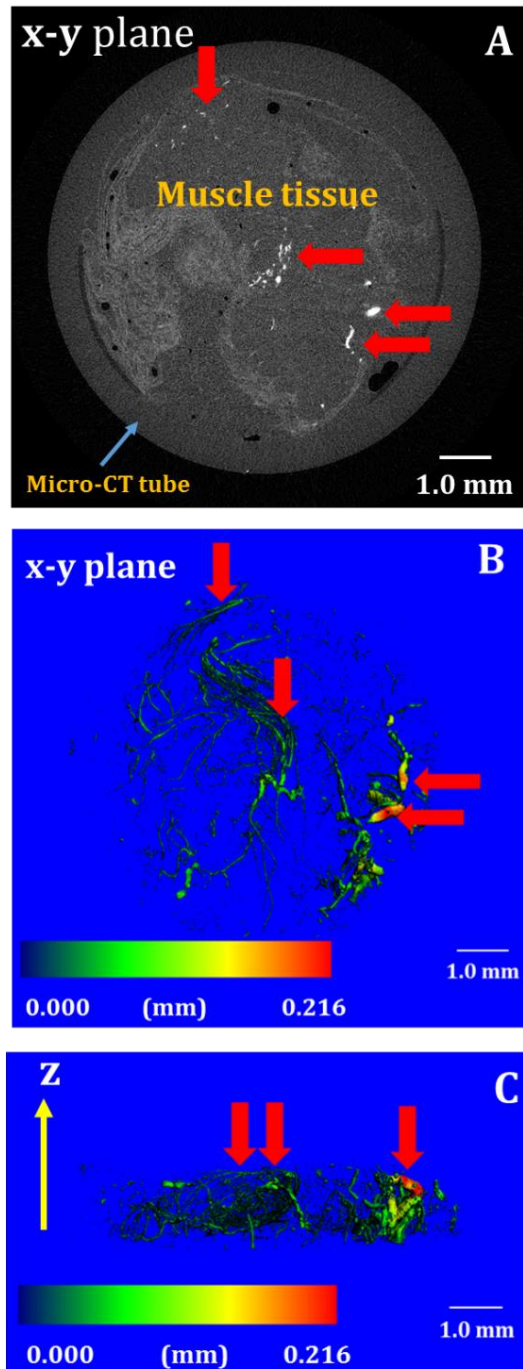 x-y plane
A
Muscle tissue
Micro-CT tube
1.0 mm
x-y plane
B
0.000 (mm) 0.216
1.0 mm
Z
C
0.000 (mm) 0.216
1.0 mm